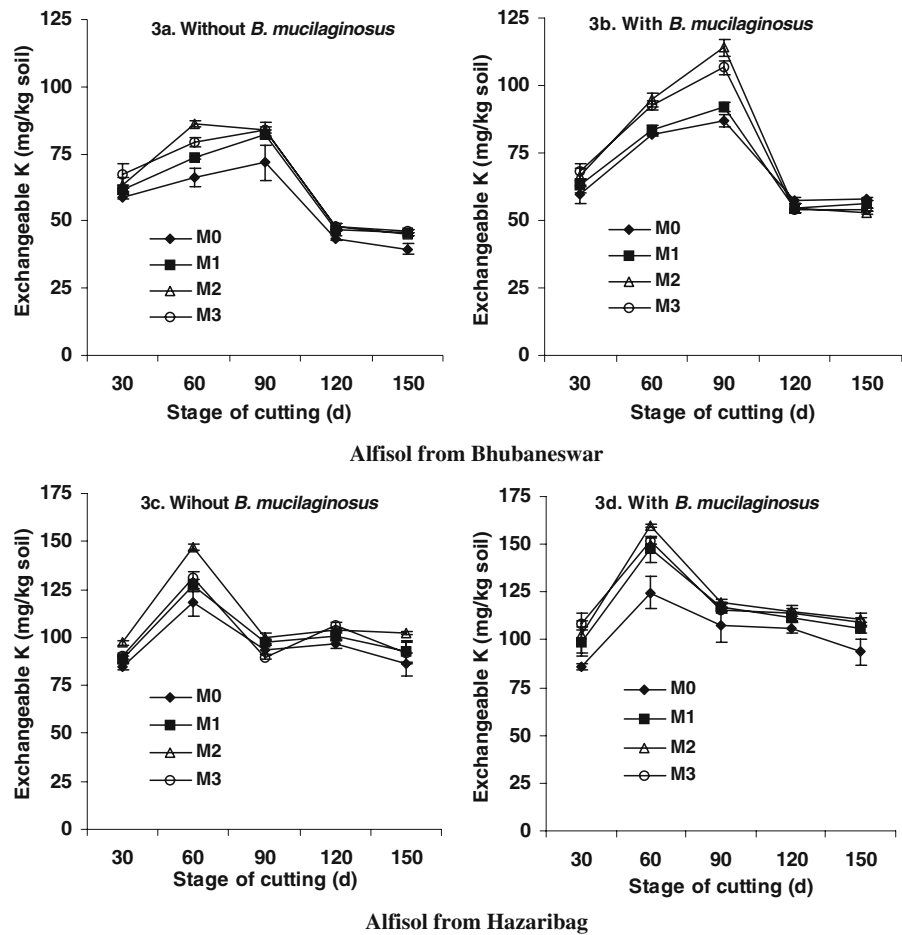 3a. Without B. mucilaginosus
Exchangeable K (mg/kg soil)
125
100
75
50
25
0
M0
M1
M2
M3
30 60 90 120 150
Stage of cutting (d)
3b. With B. mucilaginosus
Exchangeable K (mg/kg soil)
125
100
75
50
25
0
M0
M1
M2
M3
30 60 90 120 150
Stage of cutting (d)
Alfisol from Bhubaneswar
3c. Wihout B. mucilaginosus
Exchangeable K (mg/kg soil)
175
150
125
100
75
50
25
0
M0
M1
M2
M3
30 60 90 120 150
Stage of cutting (d)
3d. With B. mucilaginosus
Exchangeable K (mg/kg soil)
175
150
125
100
75
50
25
0
M0
M1
M2
M3
30 60 90 120 150
Stage of cutting (d)
Alfisol from Hazaribag